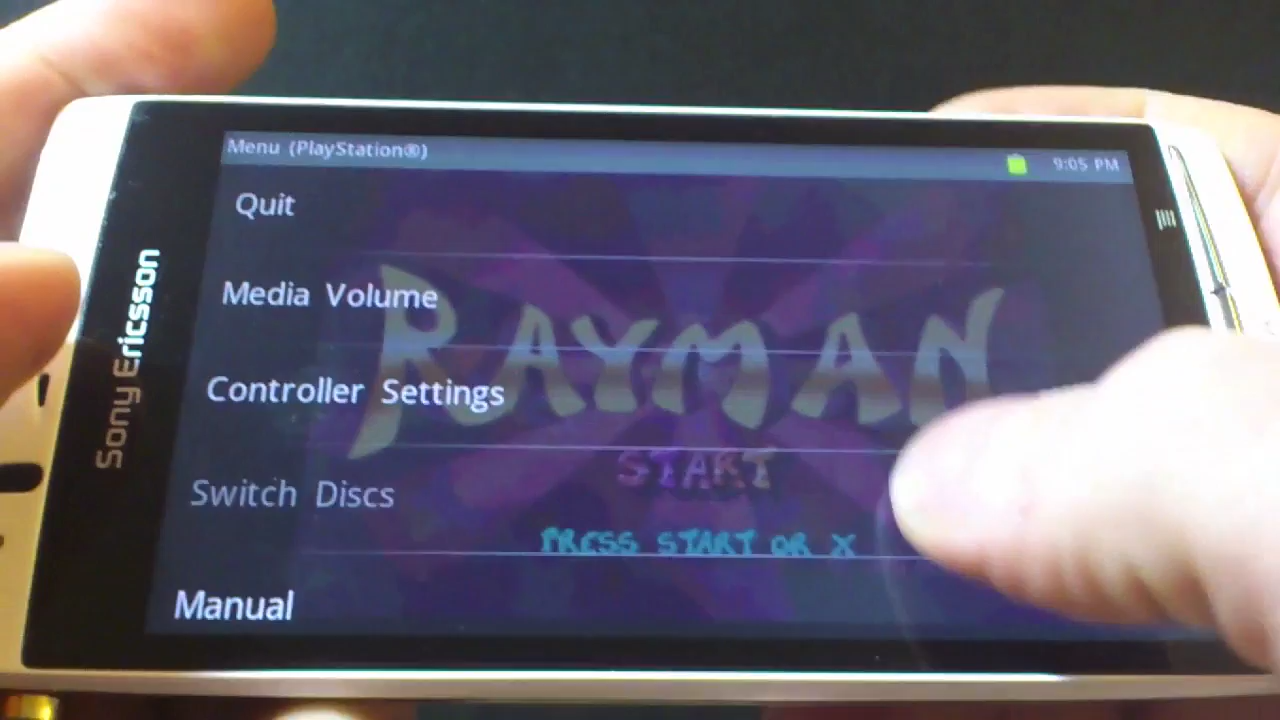 Menu (PlayStation®)
9:05 PM
Quit
Media Volume
RAYMAN
Controller Settings
START
Switch Discs
PRESS START OR X
Manual
Sony Ericsson